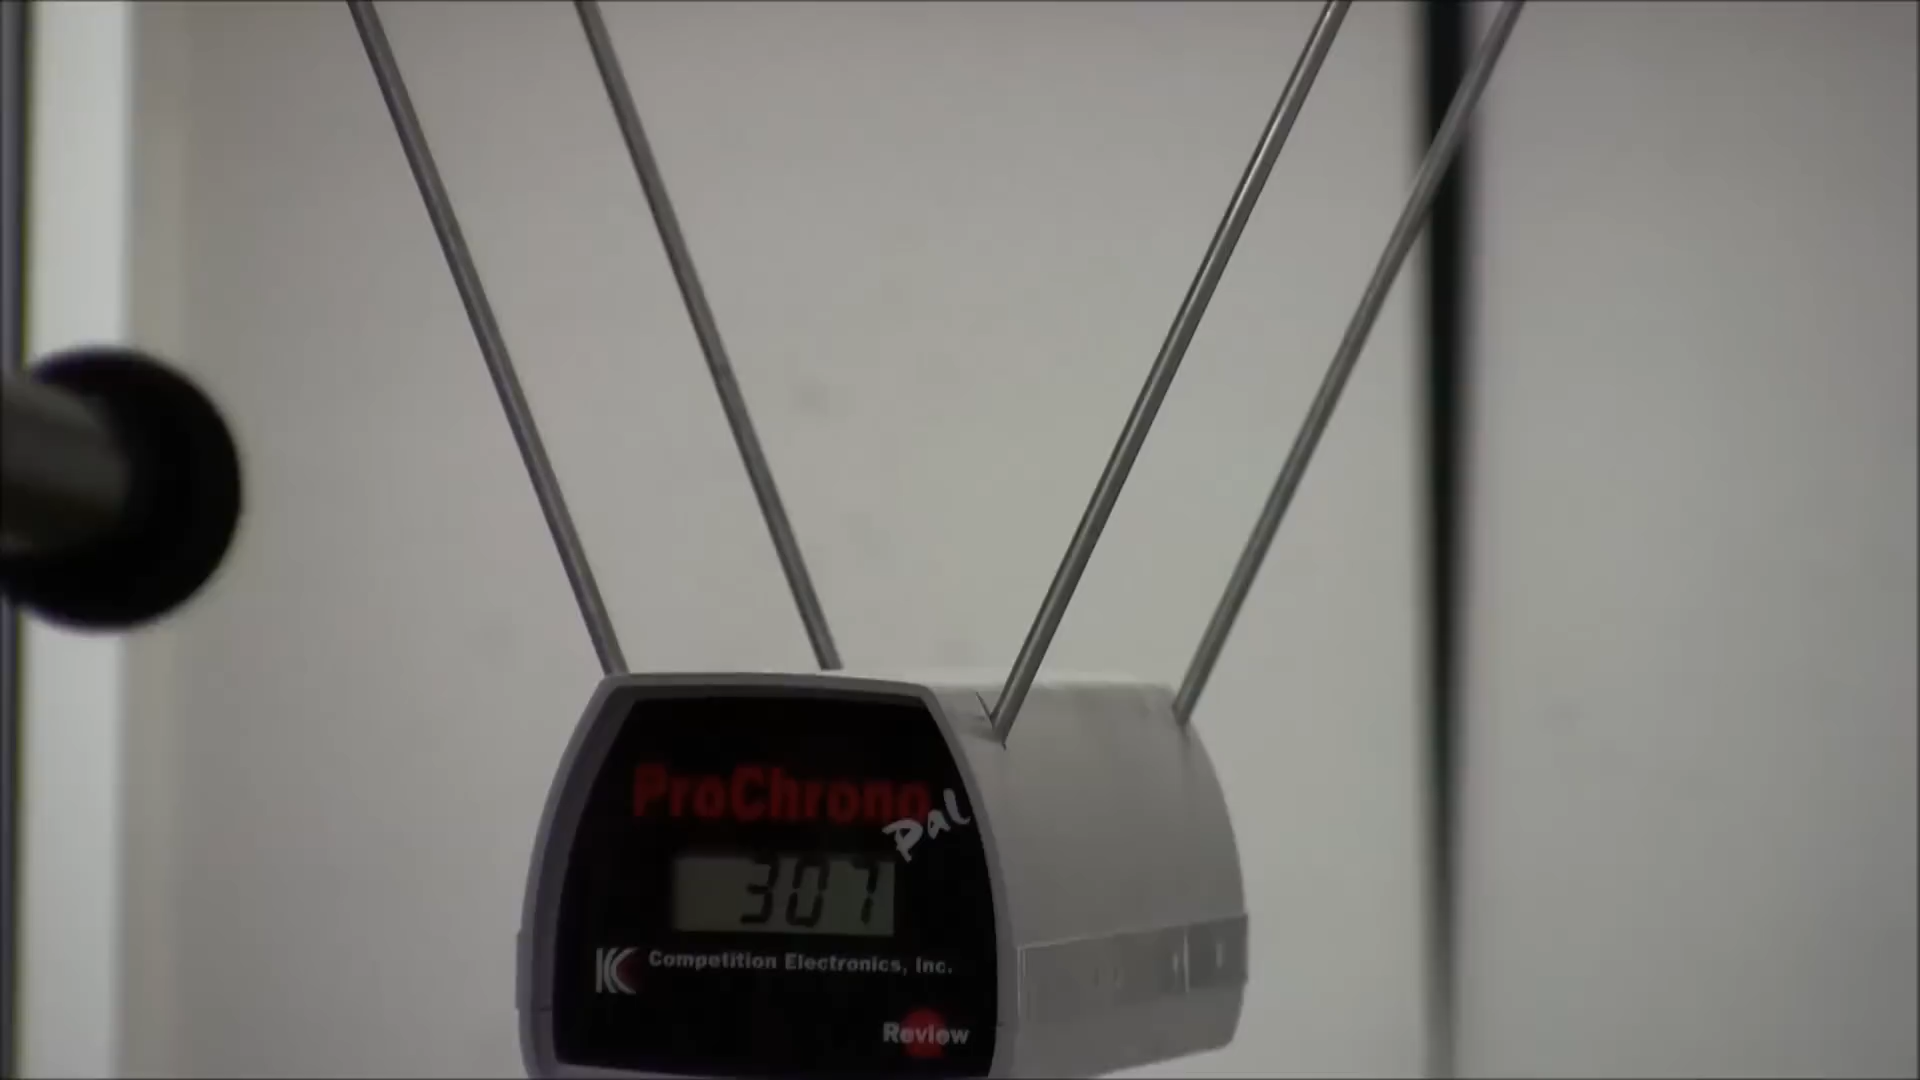 ProChrono
Pal
307
Competition Electronics, Inc.
Review